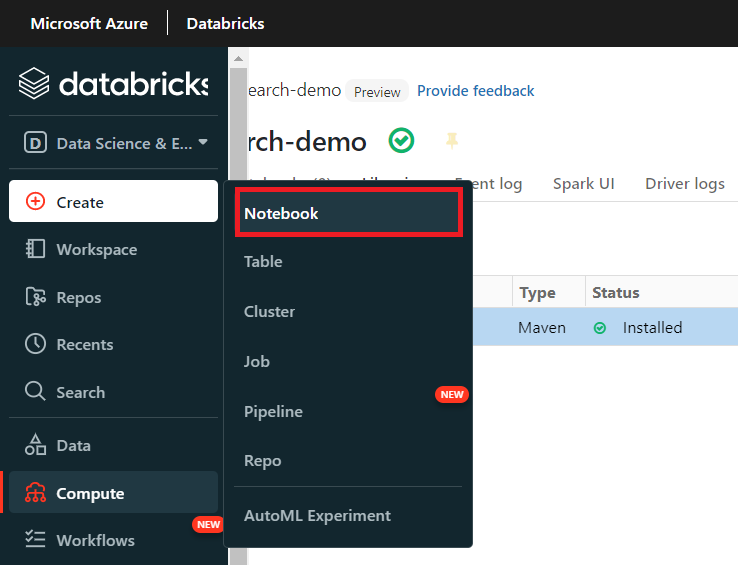 Microsoft Azure
Databricks
databricks
D
Data Science & E...
Create
Workspace
Repos
Recents
Search
Data
Compute
NEW
Workflows
Notebook
Table
Cluster
Job
NEW
Pipeline
Repo
AutoML Experiment
earch-demo
Preview
Provide feedback
rch-demo
Event log
Spark UI
Driver logs
Type
Status
Maven
Installed